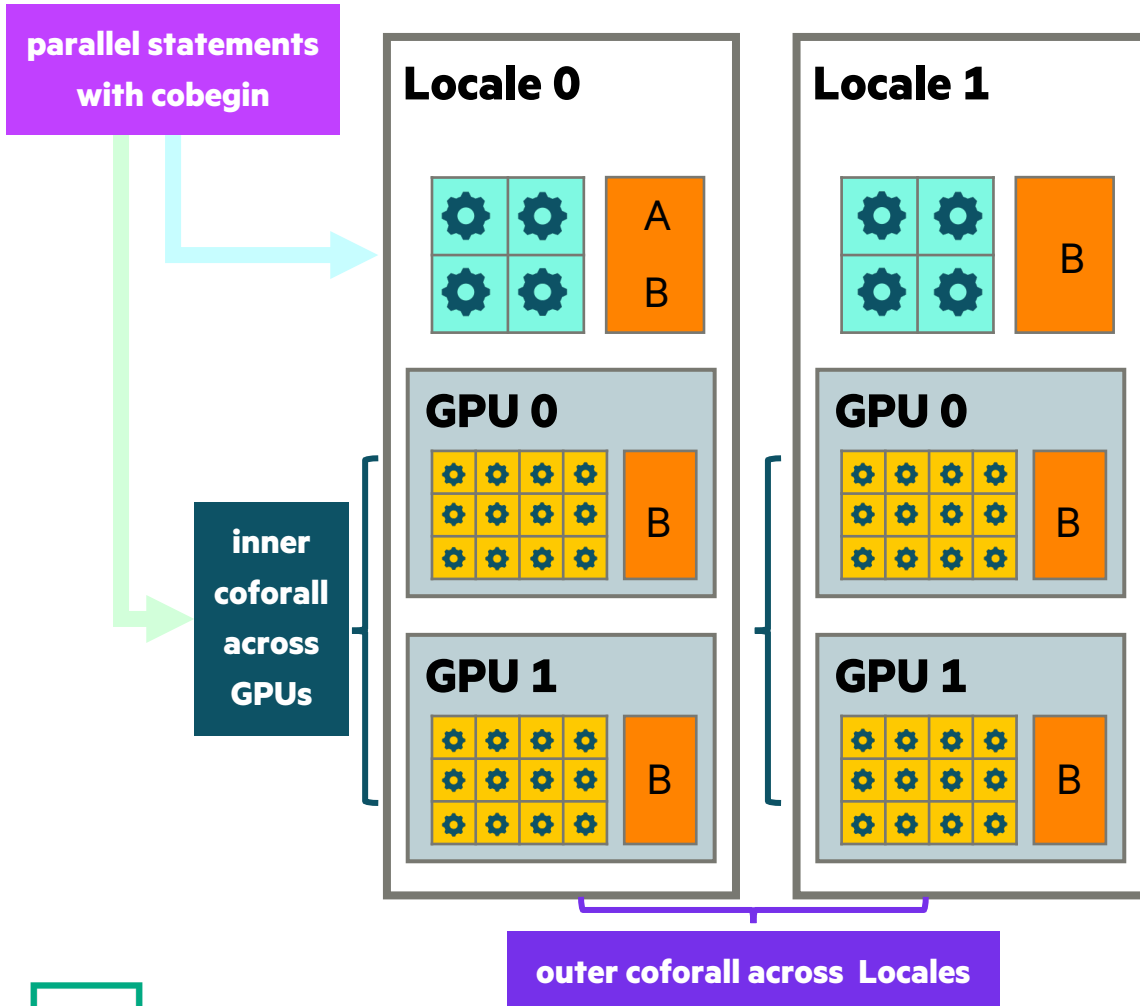 parallel statements
with cobegin
Locale 0
A
B
GPU 0
B
GPU 1
B
inner
coforall
across
GPUs
Locale 1
B
GPU 0
B
GPU 1
B
outer coforall across Locales